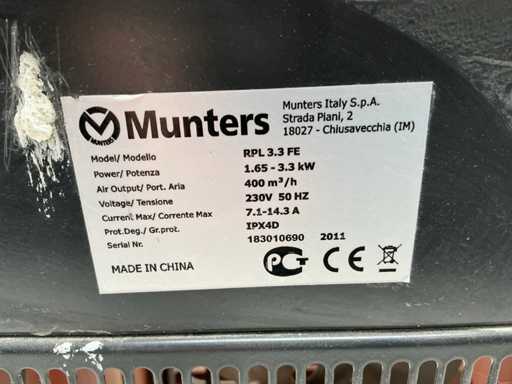 MUNTERS
Munters
Munters Italy S.p.A.
Strada Piani, 2
18027 - Chiusavecchia (IM)
Model/ Modello RPL 3.3 FE
Power/ Potenza 1.65 - 3.3 kW
Air Output/ Port. Aria 400 m³/h
Voltage/ Tensione 230V 50 HZ
Current Max/ Corrente Max 7.1-14.3 A
Prot.Deg./ Gr.prot. IPX4D
Serial Nr. 183010690 2011
MADE IN CHINA